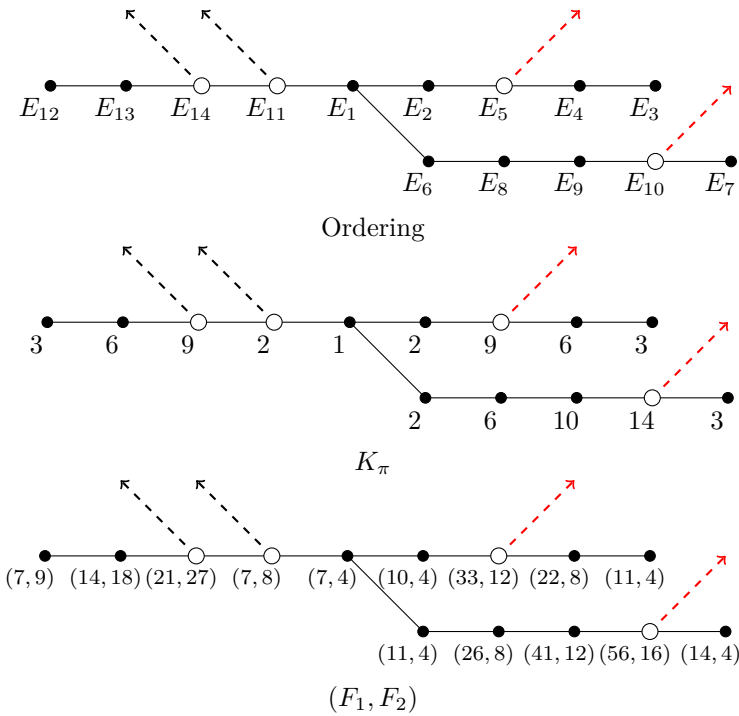 E₁₂ E₁₃ E₁₄ E₁₁ E₁ E₂ E₅ E₄ E₃
E₆ E₈ E₉ E₁₀ E₇
Ordering
3 6 9 2 1 2 9 6 3
2 6 10 14 3
K_π
(7, 9) (14, 18) (21, 27) (7, 8) (7, 4) (10, 4) (33, 12) (22, 8) (11, 4)
(11, 4) (26, 8) (41, 12) (56, 16) (14, 4)
(F₁, F₂)